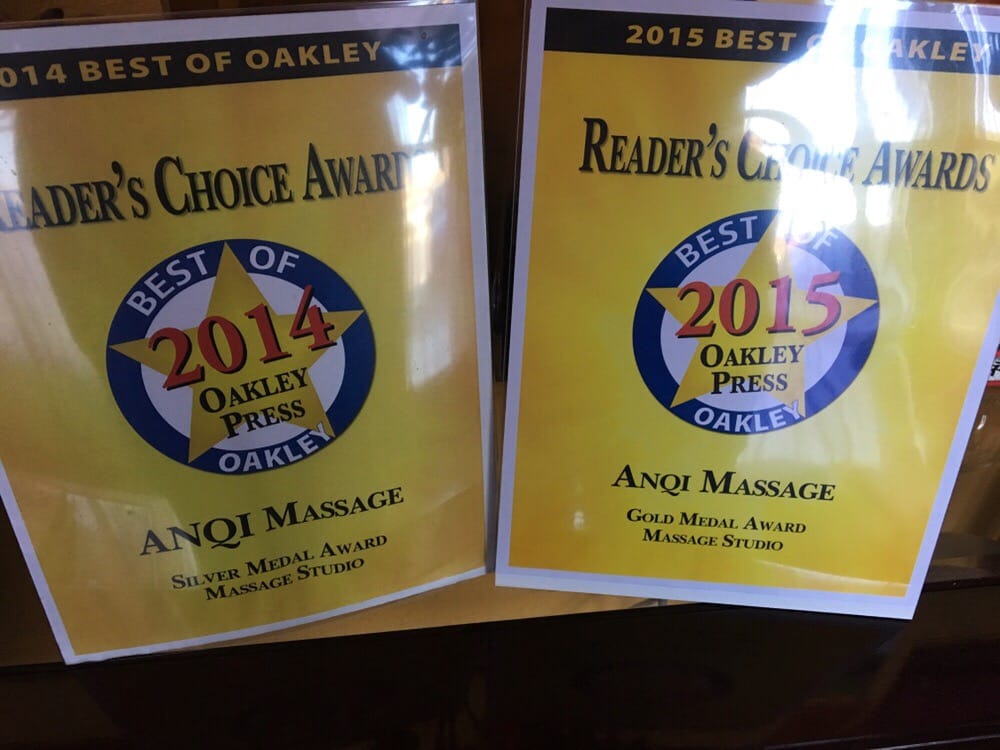 014 BEST OF OAKLEY
READER'S CHOICE AWARDS
BEST OF
2014
OAKLEY
PRESS
OAKLEY
ANQI MASSAGE
SILVER MEDAL AWARD
MASSAGE STUDIO
2015 BEST OF OAKLEY
READER'S CHOICE AWARDS
BEST OF
2015
OAKLEY
PRESS
OAKLEY
ANQI MASSAGE
GOLD MEDAL AWARD
MASSAGE STUDIO